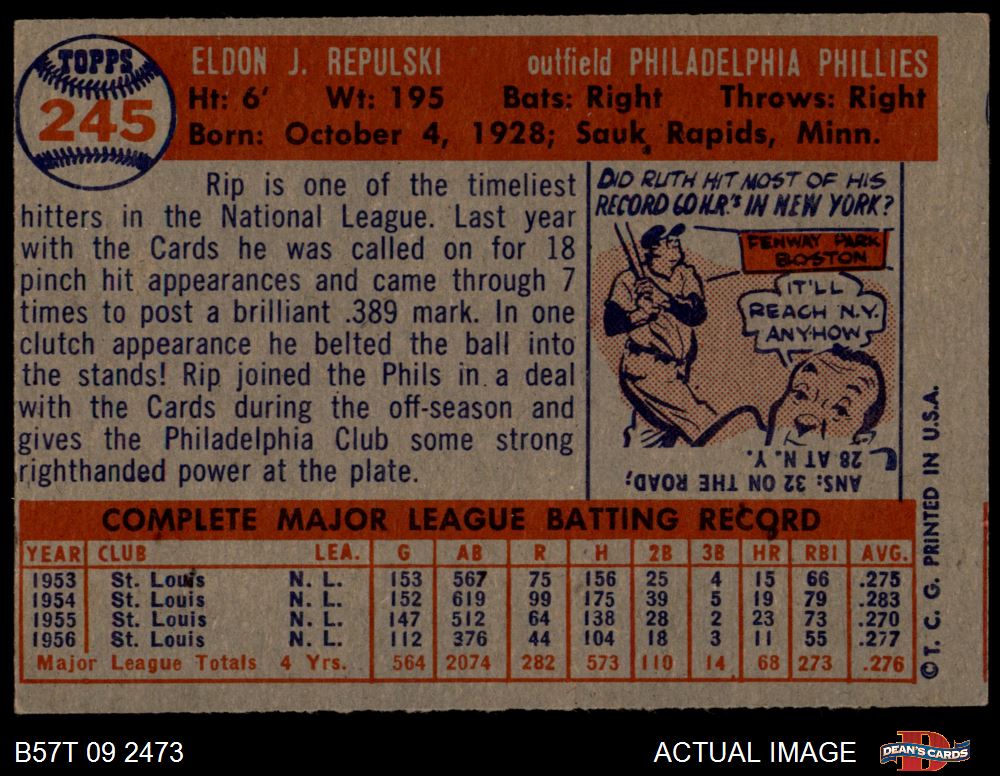 TOPPS
245
ELDON J. REPULSKI outfield PHILADELPHIA PHILLIES
Ht: 6' Wt: 195 Bats: Right Throws: Right
Born: October 4, 1928; Sauk Rapids, Minn.
Rip is one of the timeliest
hitters in the National League. Last year
with the Cards he was called on for 18
pinch hit appearances and came through 7
times to post a brilliant .389 mark. In one
clutch appearance he belted the ball into
the stands! Rip joined the Phils in a deal
with the Cards during the off-season and
gives the Philadelphia Club some strong
righthanded power at the plate.
DID RUTH HIT MOST OF HIS
RECORD 60 H.R.'S IN NEW YORK?
FENWAY PARK
BOSTON
IT'LL
REACH N.Y.
ANYHOW
ANS: 32 ON THE ROAD;
28 AT N.Y.
COMPLETE MAJOR LEAGUE BATTING RECORD
YEAR CLUB LEA. G AB R H 2B 3B HR RBI AVG.
1953 St. Louis N. L. 153 567 75 156 25 4 15 66 .275
1954 St. Louis N. L. 152 619 99 175 39 5 19 79 .283
1955 St. Louis N. L. 147 512 64 138 28 2 23 73 .270
1956 St. Louis N. L. 112 376 44 104 18 3 11 55 .277
Major League Totals 4 Yrs. 564 2074 282 573 110 14 68 273 .276
©T. C. G. PRINTED IN U.S.A.
B57T 09 2473
ACTUAL IMAGE
D
DEAN'S CARDS